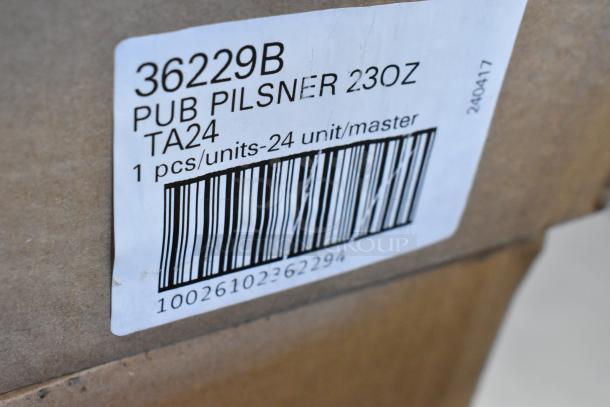 36229B
PUB PILSNER 23OZ
TA24
1 pcs/units-24 unit/master
240417
10026102362294